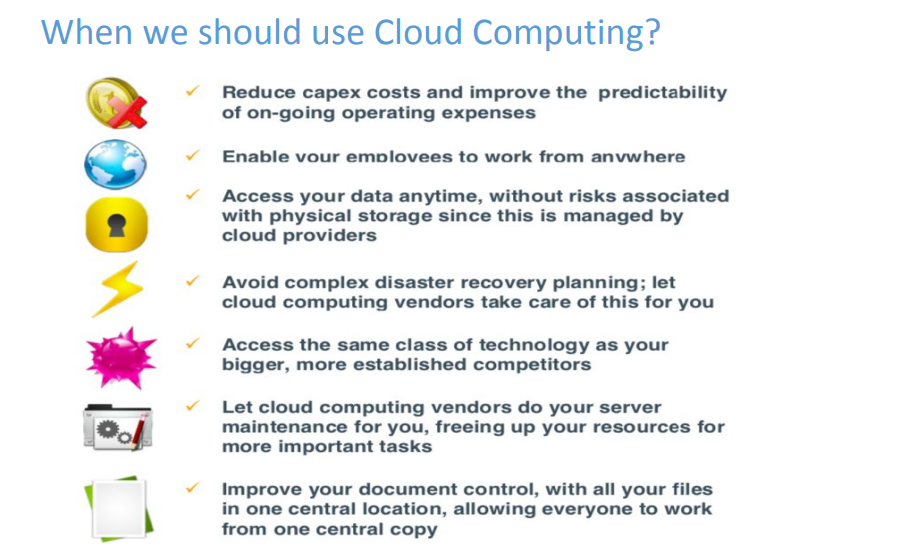 When we should use Cloud Computing?
Reduce capex costs and improve the predictability
of on-going operating expenses
Enable your employees to work from anywhere
Access your data anytime, without risks associated
with physical storage since this is managed by
cloud providers
Avoid complex disaster recovery planning; let
cloud computing vendors take care of this for you
Access the same class of technology as your
bigger, more established competitors
Let cloud computing vendors do your server
maintenance for you, freeing up your resources for
more important tasks
Improve your document control, with all your files
in one central location, allowing everyone to work
from one central copy